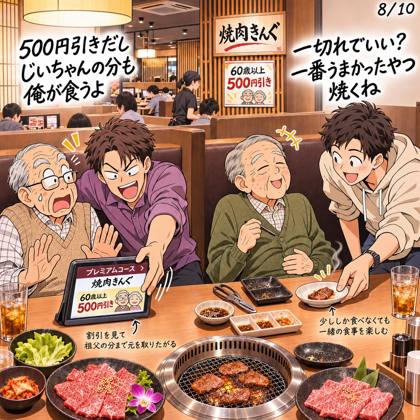 8/10
500円引きだし
じいちゃんの分も
俺が食うよ
焼肉きんぐ
60歳以上
500円引き
一切れでいい?
一番うまかったやつ
焼くね
プレミアムコース
焼肉きんぐ
60歳以上
500円引き
割引を見て
祖父の分まで元を取りたがる
少ししか食べなくても
一緒の食事を楽しむ